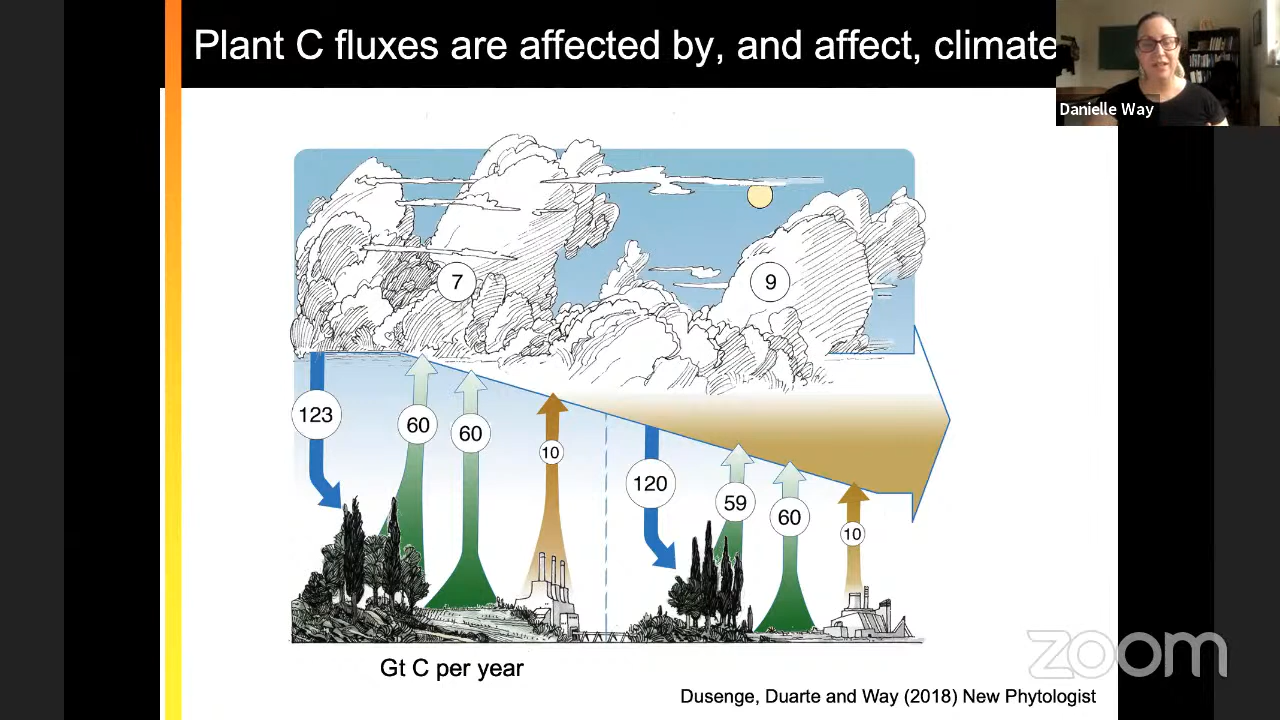 Plant C fluxes are affected by, and affect, climate
Danielle Way
7
9
123
60
60
10
120
59
60
10
Gt C per year
zoom
Dusenge, Duarte and Way (2018) New Phytologist